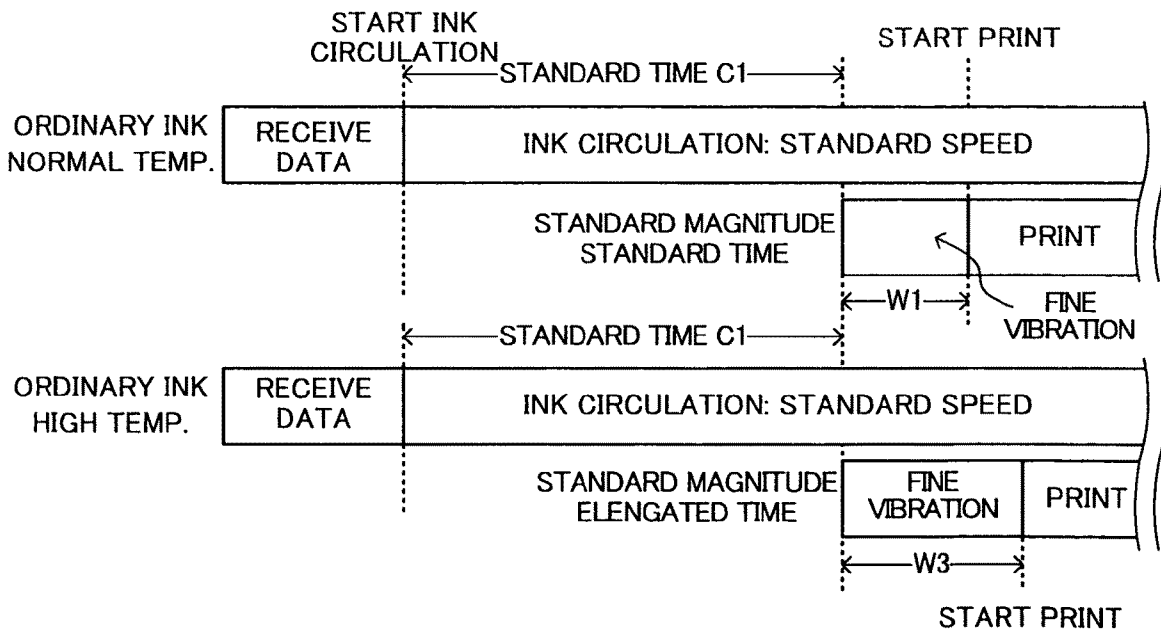 START INK
CIRCULATION
START PRINT
STANDARD TIME C1
ORDINARY INK
NORMAL TEMP.
RECEIVE
DATA
INK CIRCULATION: STANDARD SPEED
STANDARD MAGNITUDE
STANDARD TIME
PRINT
W1
FINE
VIBRATION
STANDARD TIME C1
ORDINARY INK
HIGH TEMP.
RECEIVE
DATA
INK CIRCULATION: STANDARD SPEED
STANDARD MAGNITUDE
ELENGATED TIME
FINE
VIBRATION
PRINT
W3
START PRINT